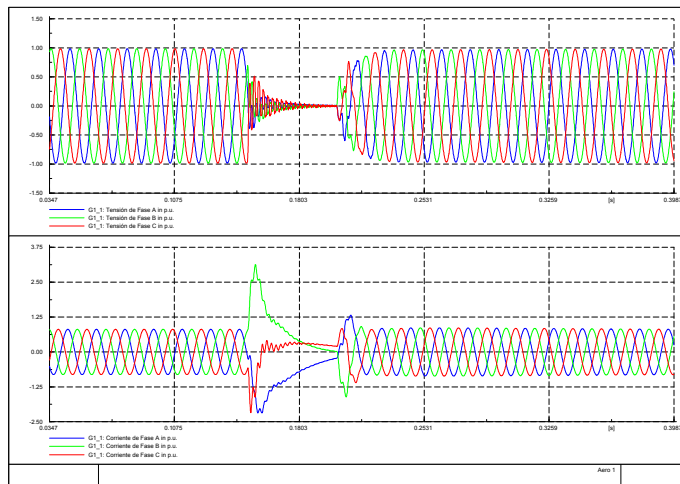 1.50
1.00
0.50
0.00
-0.50
-1.00
-1.50
0.0347 0.1075 0.1803 0.2531 0.3259 [s] 0.3987
G1_1: Tensión de Fase A in p.u.
G1_1: Tensión de Fase B in p.u.
G1_1: Tensión de Fase C in p.u.
3.75
2.50
1.25
0.00
-1.25
-2.50
0.0347 0.1075 0.1803 0.2531 0.3259 [s] 0.3987
G1_1: Corriente de Fase A in p.u.
G1_1: Corriente de Fase B in p.u.
G1_1: Corriente de Fase C in p.u.
Aero 1